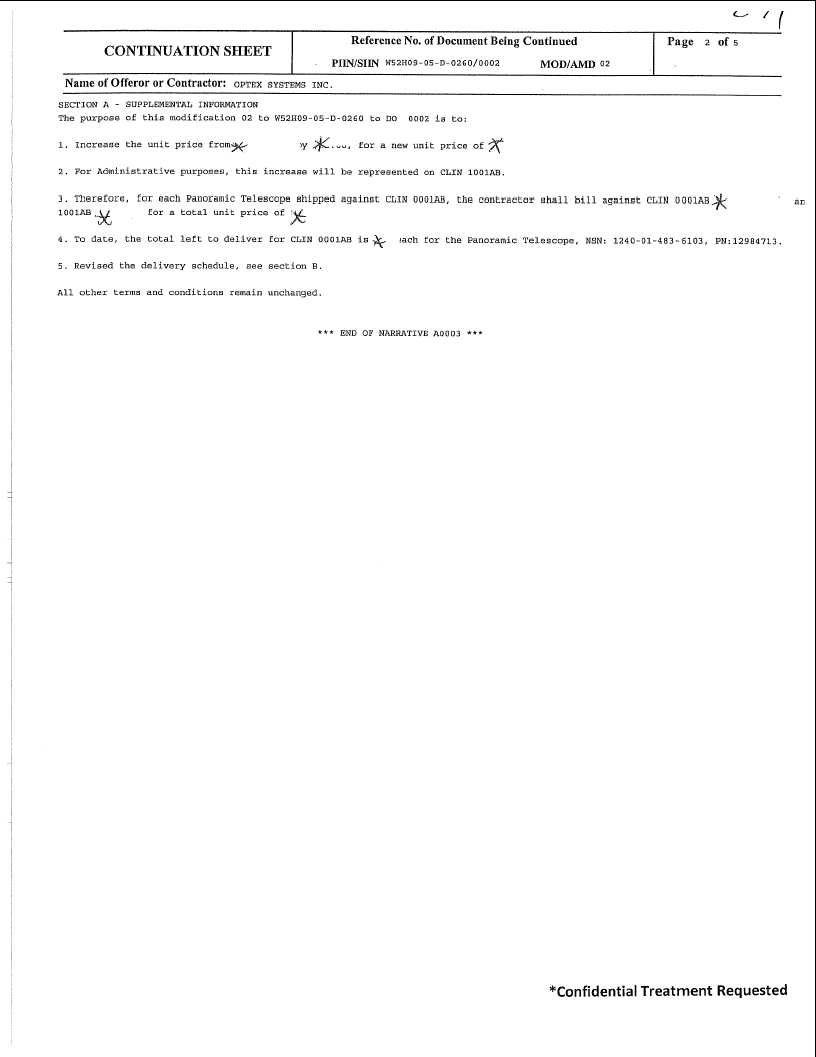 CONTINUATION SHEET
Reference No. of Document Being Continued
PIIN/SIIN W52H09-05-D-0260/0002 MOD/AMD 02
Page 2 of 5
Name of Offeror or Contractor: OPTEX SYSTEMS INC.
SECTION A - SUPPLEMENTAL INFORMATION
The purpose of this modification 02 to W52H09-05-D-0260 to DO 0002 is to:
1. Increase the unit price from* y * , for a new unit price of *
2. For Administrative purposes, this increase will be represented on CLIN 1001AB.
3. Therefore, for each Panoramic Telescope shipped against CLIN 0001AB, the contractor shall bill against CLIN 0001AB * an
1001AB * for a total unit price of *
4. To date, the total left to deliver for CLIN 0001AB is * ach for the Panoramic Telescope, NSN: 1240-01-483-6103, PN:12984713.
5. Revised the delivery schedule, see section B.
All other terms and conditions remain unchanged.
*** END OF NARRATIVE A0003 ***
*Confidential Treatment Requested